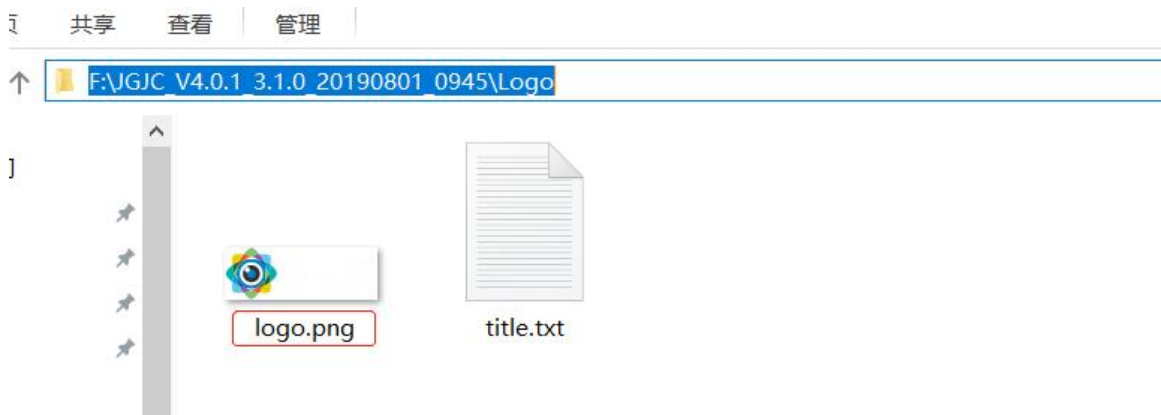 共享 查看 管理
F:\JGJC_V4.0.1_3.1.0_20190801_0945\Logo
logo.png title.txt